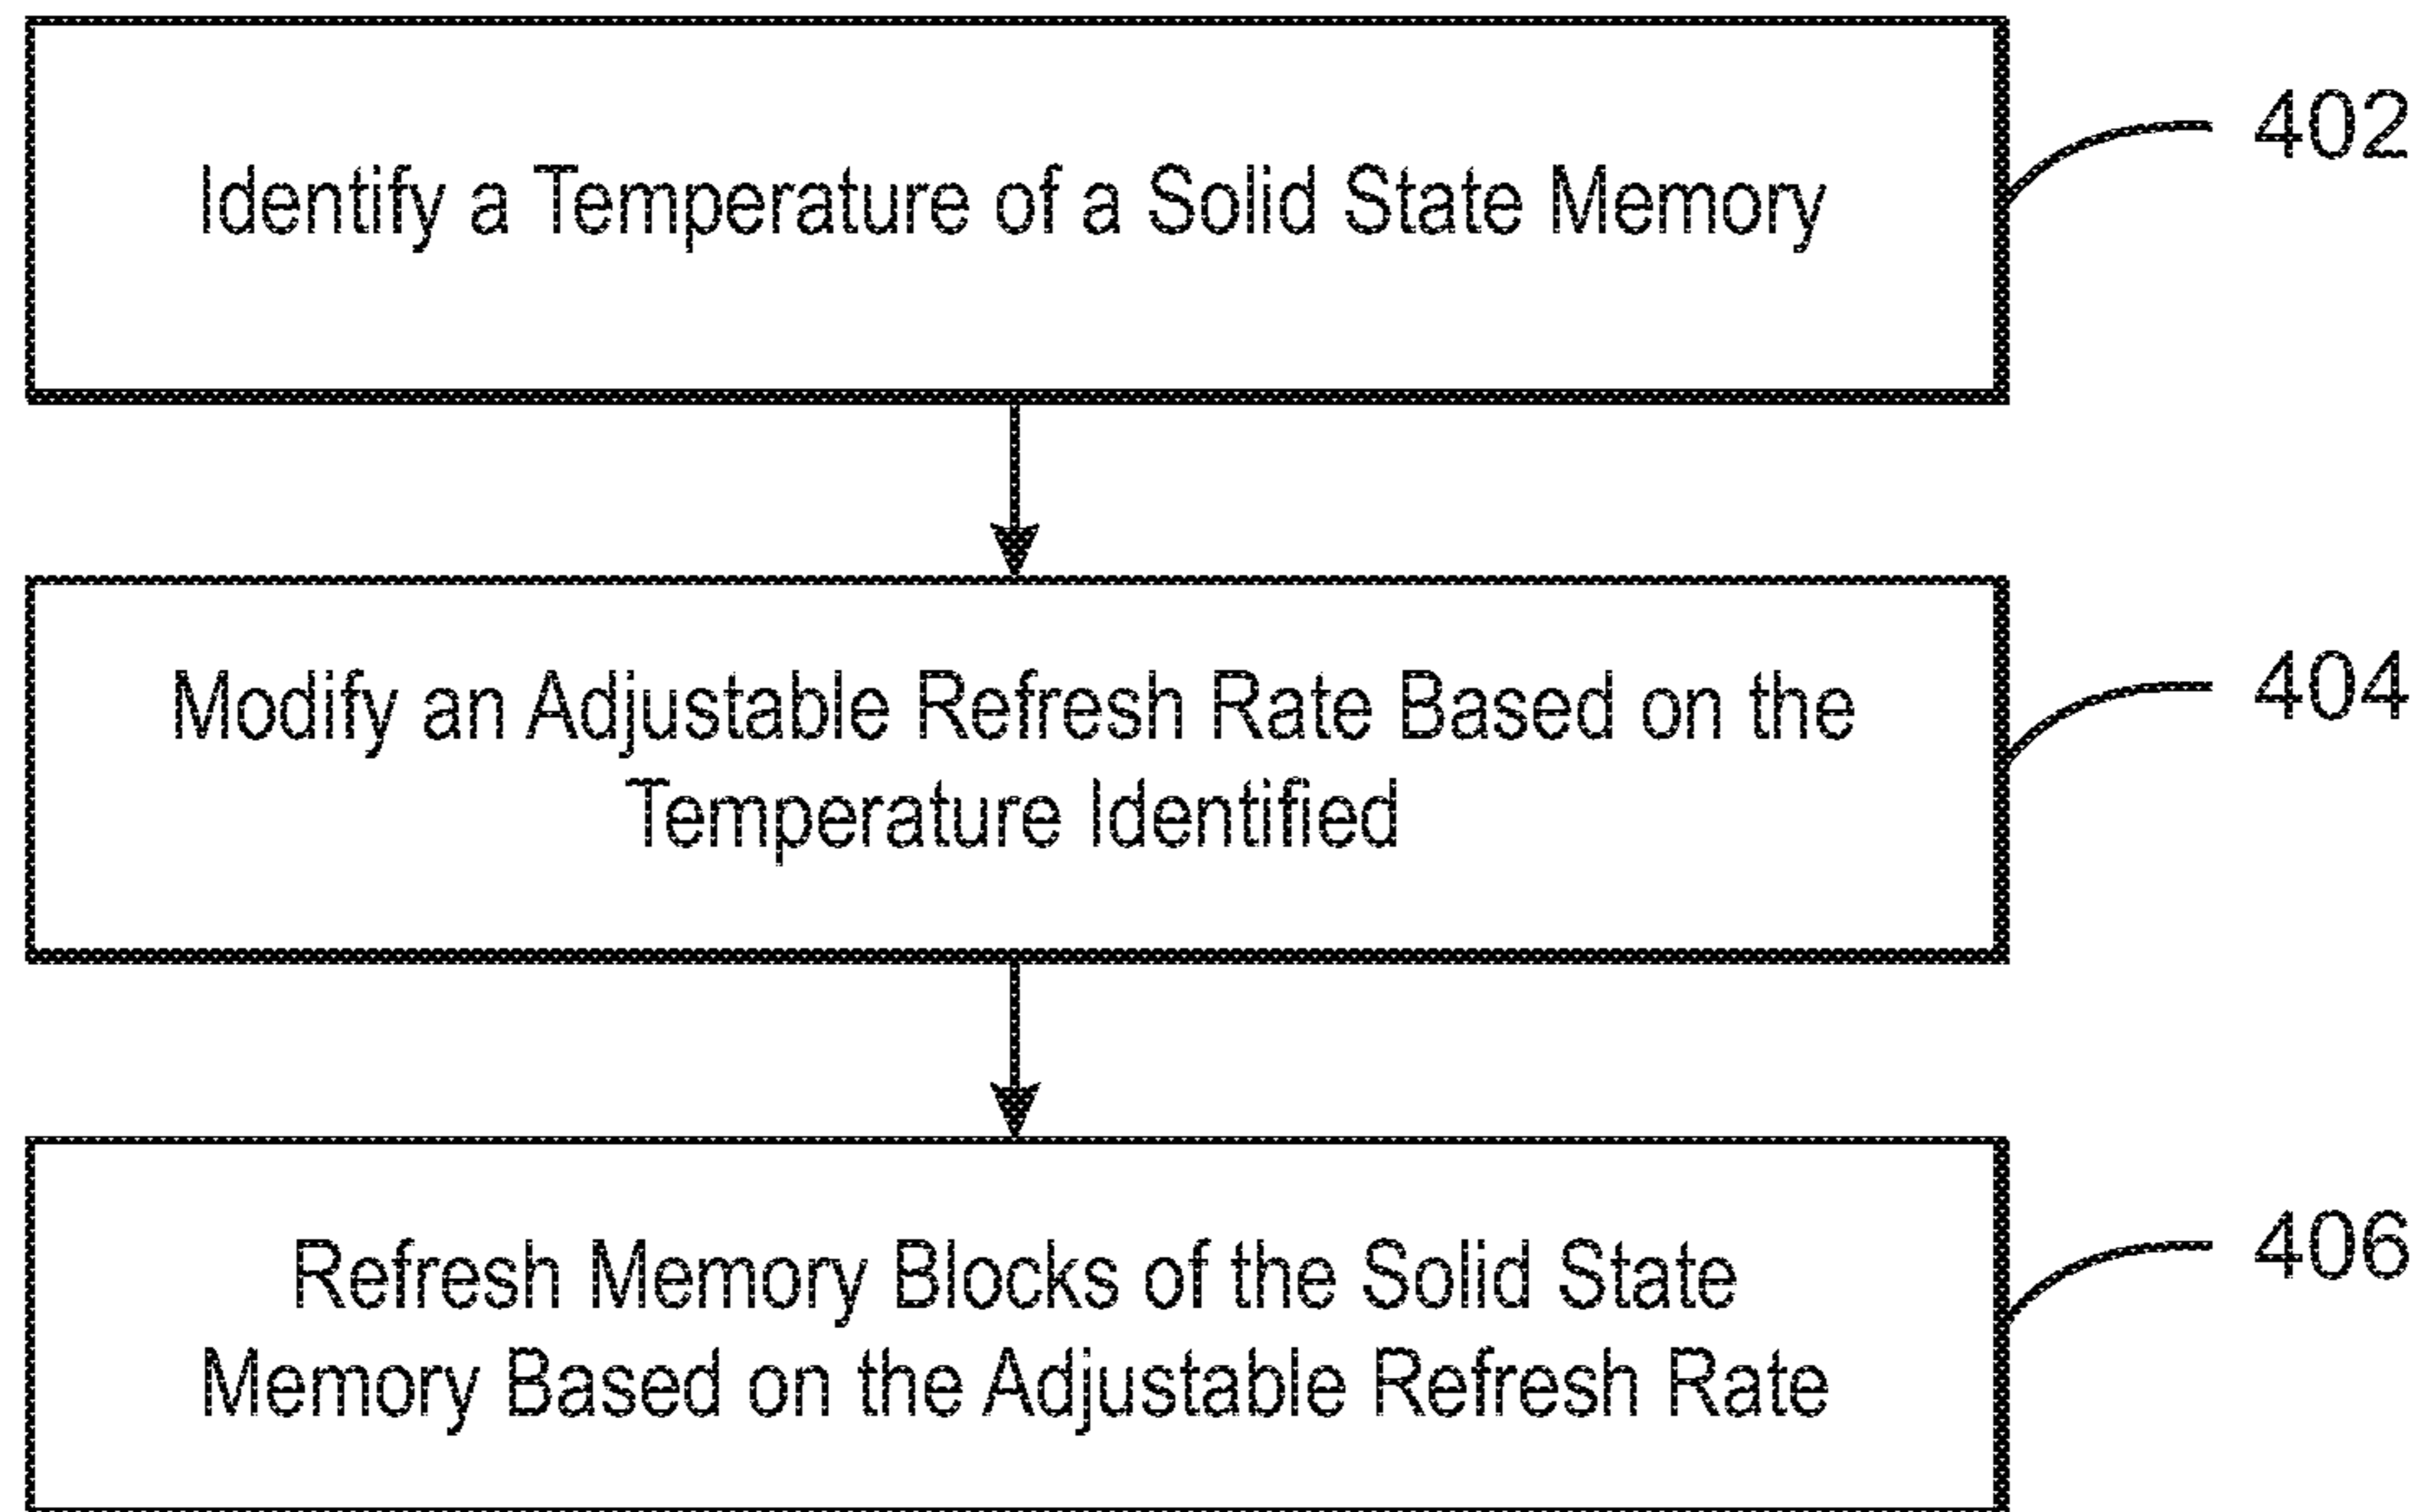 Identify a Temperature of a Solid State Memory
402
Modify an Adjustable Refresh Rate Based on the
Temperature Identified
404
Refresh Memory Blocks of the Solid State
Memory Based on the Adjustable Refresh Rate
406